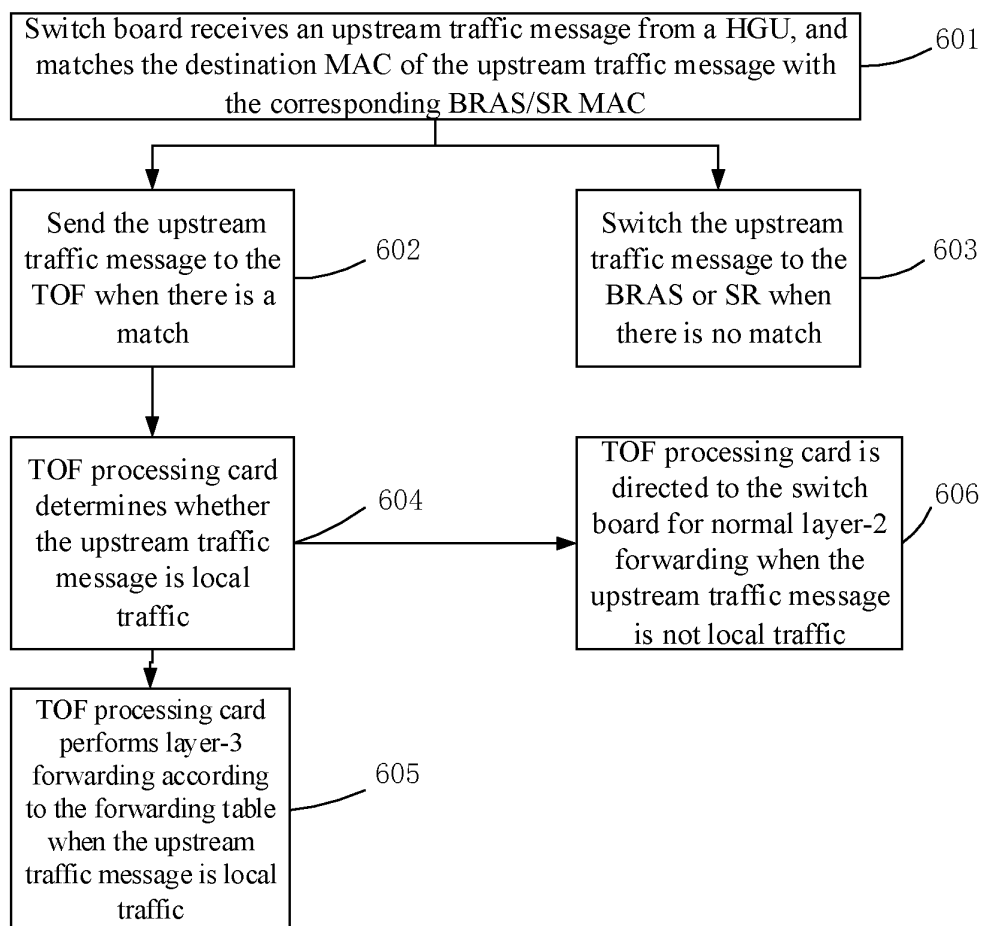 Switch board receives an upstream traffic message from a HGU, and
matches the destination MAC of the upstream traffic message with
the corresponding BRAS/SR MAC
601
Send the upstream
traffic message to the
TOF when there is a
match
602
Switch the upstream
traffic message to the
BRAS or SR when
there is no match
603
TOF processing card
determines whether
the upstream traffic
message is local
traffic
604
TOF processing card is
directed to the switch
board for normal layer-2
forwarding when the
upstream traffic message
is not local traffic
606
TOF processing card
performs layer-3
forwarding according
to the forwarding table
when the upstream
traffic message is local
traffic
605